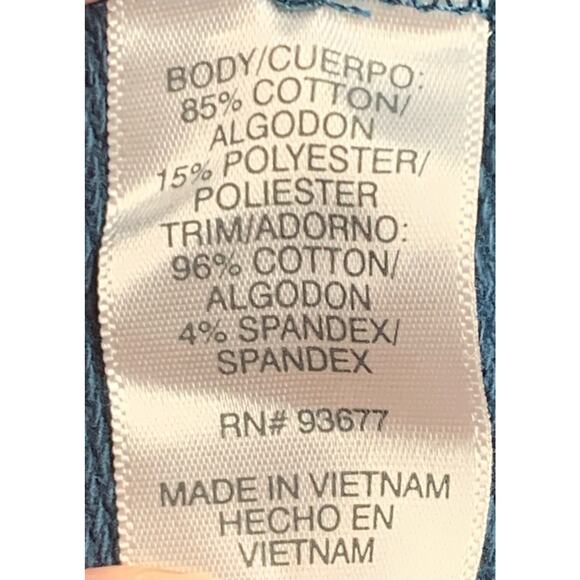 BODY/CUERPO:
85% COTTON/
ALGODON
15% POLYESTER/
POLIESTER
TRIM/ADORNO:
96% COTTON/
ALGODON
4% SPANDEX/
SPANDEX
RN# 93677
MADE IN VIETNAM
HECHO EN
VIETNAM